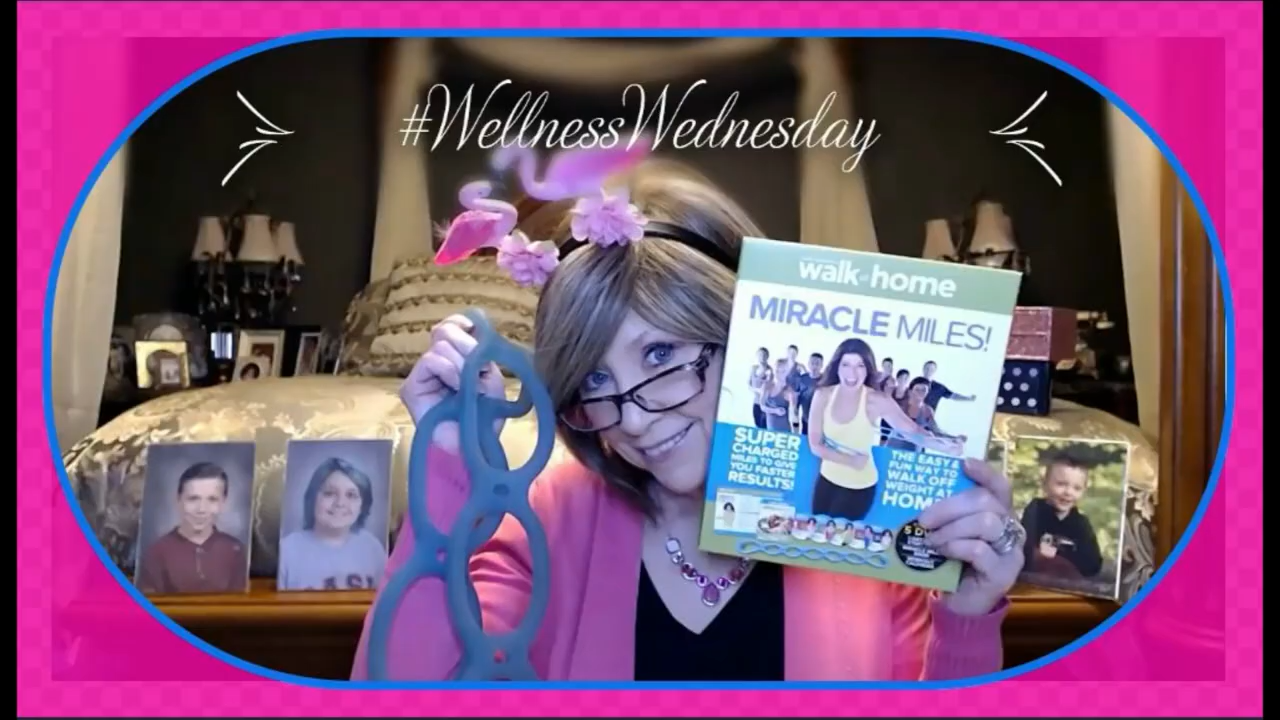 #WellnessWednesday
walk at home
MIRACLE MILES!
SUPER
CHARGED
MILES TO GIVE
YOU FASTER
RESULTS!
THE EASY &
FUN WAY TO
WALK OFF
WEIGHT AT
HOME
5 D